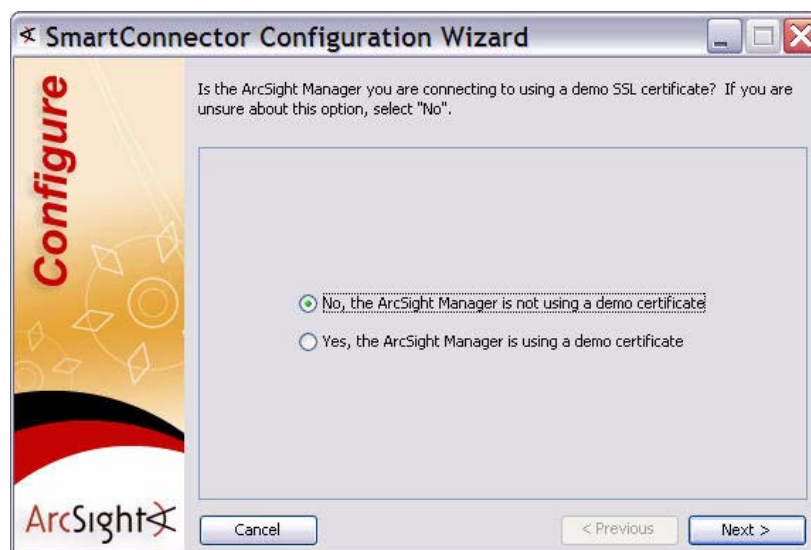 SmartConnector Configuration Wizard
Configure
Is the ArcSight Manager you are connecting to using a demo SSL certificate? If you are
unsure about this option, select "No".
No, the ArcSight Manager is not using a demo certificate
Yes, the ArcSight Manager is using a demo certificate
ArcSight
Cancel
< Previous
Next >